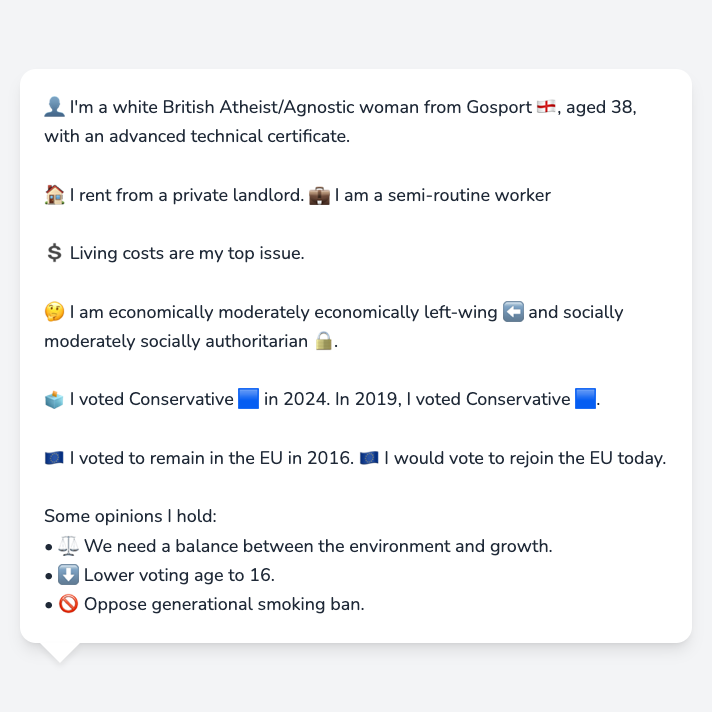 👤 I'm a white British Atheist/Agnostic woman from Gosport 🏴󠁧󠁢󠁥󠁮󠁧󠁿, aged 38,
with an advanced technical certificate.
🏠 I rent from a private landlord. 💼 I am a semi-routine worker
💲 Living costs are my top issue.
🤔 I am economically moderately economically left-wing ⬅️ and socially
moderately socially authoritarian 🔒.
🗳️ I voted Conservative 🟦 in 2024. In 2019, I voted Conservative 🟦.
🇪🇺 I voted to remain in the EU in 2016. 🇪🇺 I would vote to rejoin the EU today.
Some opinions I hold:
• ⚖️ We need a balance between the environment and growth.
• ⬇️ Lower voting age to 16.
• 🚫 Oppose generational smoking ban.